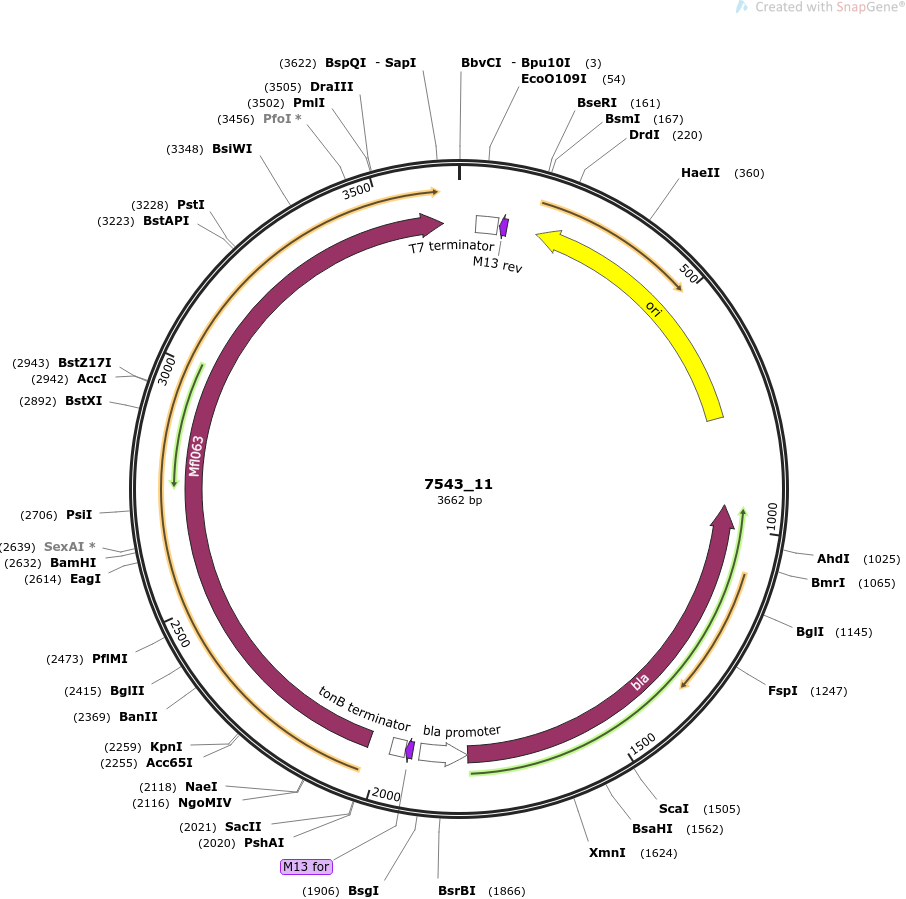 Created with SnapGene®
(3622) BspQI - SapI
BbvCI - Bpu10I (3)
EcoO109I (54)
(3505) DraIII
(3502) PmlI
(3456) PfoI *
BseRI (161)
BsmI (167)
DrdI (220)
(3348) BsiWI
HaeII (360)
(3228) PstI
(3223) BstAPI
3500
T7 terminator
M13 rev
500
ori
(2943) BstZ17I
(2942) AccI
(2892) BstXI
3000
Mfl063
7543_11
3662 bp
(2706) PsiI
1000
2639) SexAI *
(2632) BamHI
(2614) EagI
AhdI (1025)
BmrI (1065)
BglI (1145)
2500
(2473) PflMI
(2415) BglII
(2369) BanII
FspI (1247)
bla
tonB terminator
bla promoter
(2259) KpnI
(2255) Acc65I
1500
2000
(2118) NaeI
(2116) NgoMIV
(2021) SacII
(2020) PshAI
ScaI (1505)
BsaHI (1562)
XmnI (1624)
M13 for
(1906) BsgI
BsrBI (1866)